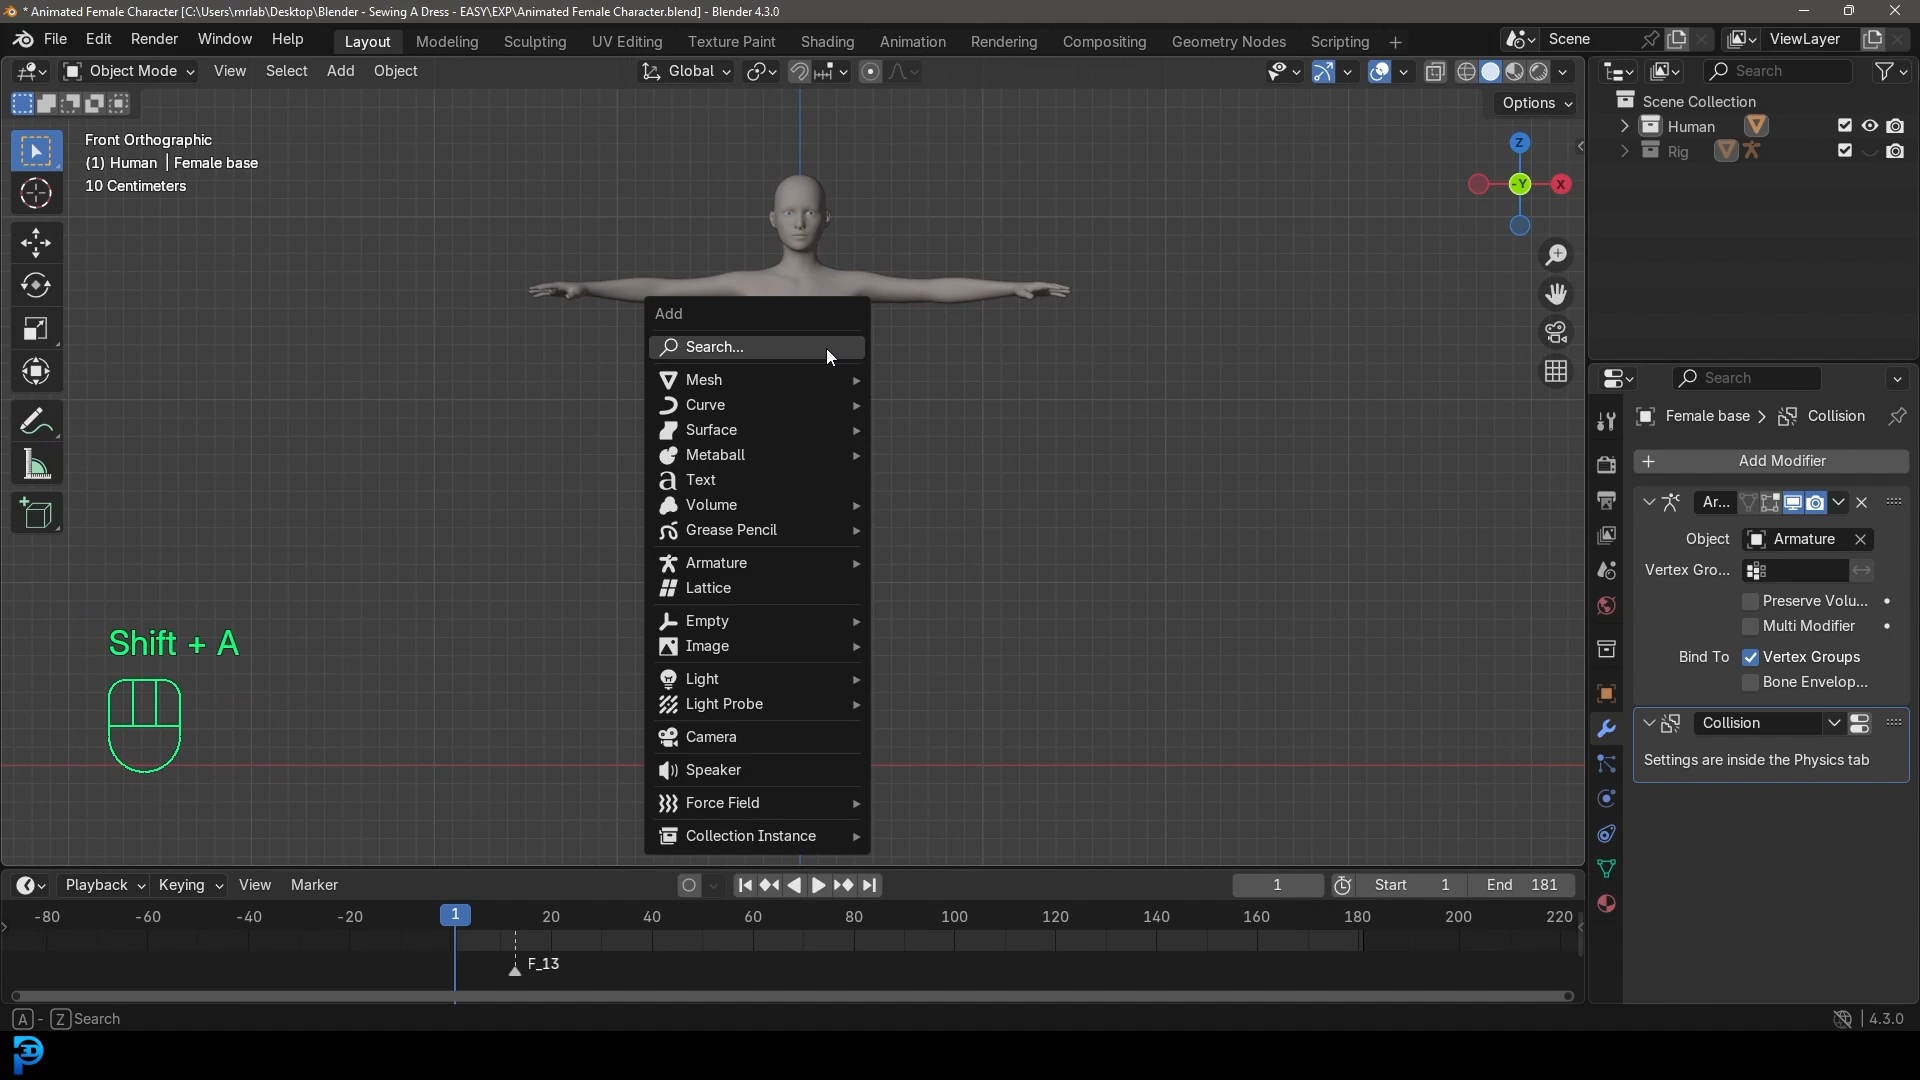 * Animated Female Character [C:\Users\mrlab\Desktop\Blender - Sewing A Dress - EASY\EXP\Animated Female Character.blend] - Blender 4.3.0
File Edit Render Window Help Layout Modeling Sculpting UV Editing Texture Paint Shading Animation Rendering Compositing Geometry Nodes Scripting + Scene ViewLayer
Object Mode View Select Add Object Global Search
Options
Scene Collection
Human
Rig
Front Orthographic
(1) Human | Female base
10 Centimeters
Z
-Y
X
Add
Search...
Mesh
Curve
Surface
Metaball
Text
Volume
Grease Pencil
Armature
Lattice
Empty
Image
Light
Light Probe
Camera
Speaker
Force Field
Collection Instance
Shift + A
Search
Female base > Collision
+ Add Modifier
Ar...
Object Armature
Vertex Gro...
Preserve Volu...
Multi Modifier
Bind To Vertex Groups
Bone Envelop...
Collision
Settings are inside the Physics tab
Playback Keying View Marker 1 Start 1 End 181
-80 -60 -40 -20 1 20 40 60 80 100 120 140 160 180 200 220
F_13
A - Z Search 4.3.0